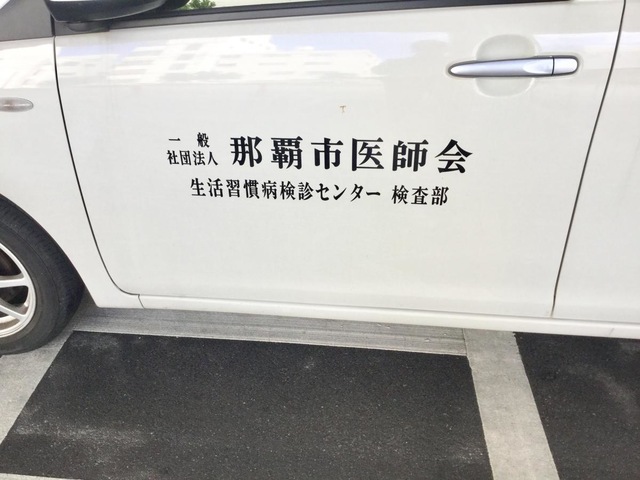 一般
社団法人 那覇市医師会
生活習慣病検診センター 検査部